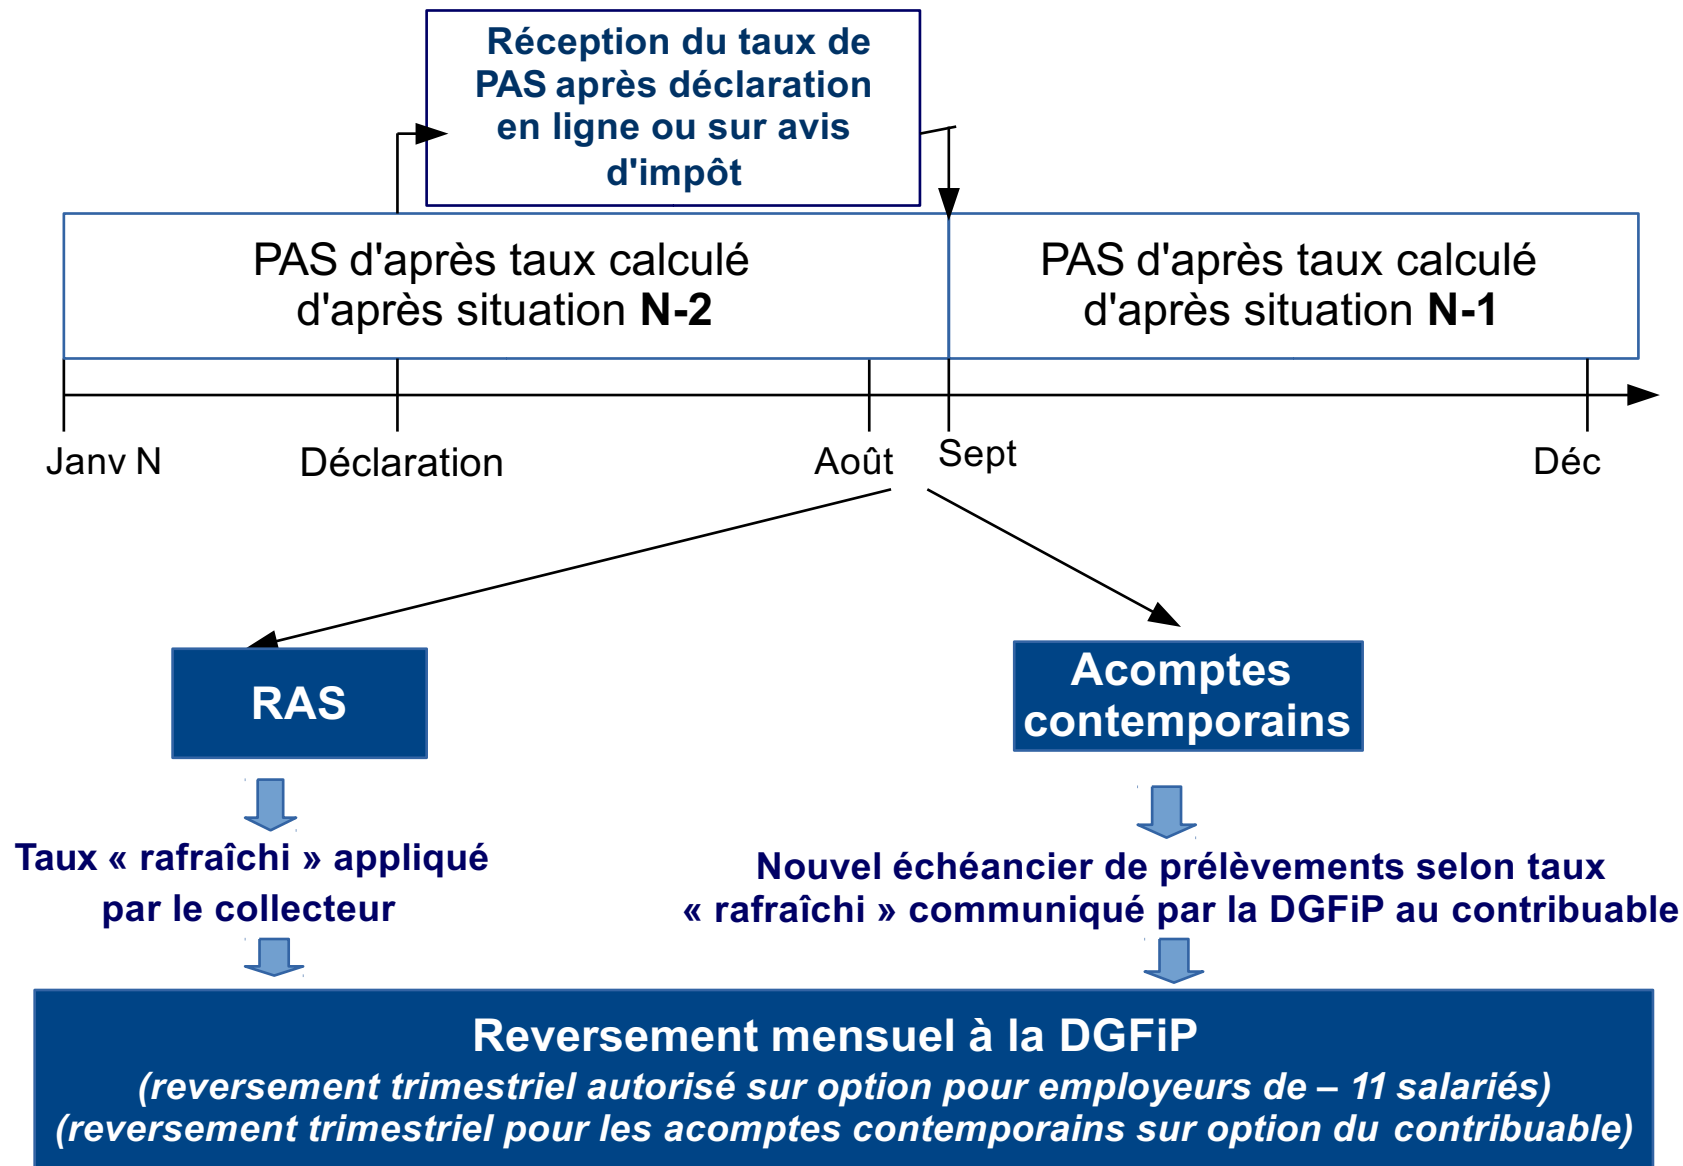 Réception du taux de
PAS après déclaration
en ligne ou sur avis
d'impôt
PAS d'après taux calculé
d'après situation N-2
PAS d'après taux calculé
d'après situation N-1
Janv N
Déclaration
Août
Sept
Déc
RAS
Acomptes
contemporains
Taux « rafraîchi » appliqué
par le collecteur
Nouvel échéancier de prélèvements selon taux
« rafraîchi » communiqué par la DGFiP au contribuable
Reversement mensuel à la DGFiP
(reversement trimestriel autorisé sur option pour employeurs de – 11 salariés)
(reversement trimestriel pour les acomptes contemporains sur option du contribuable)